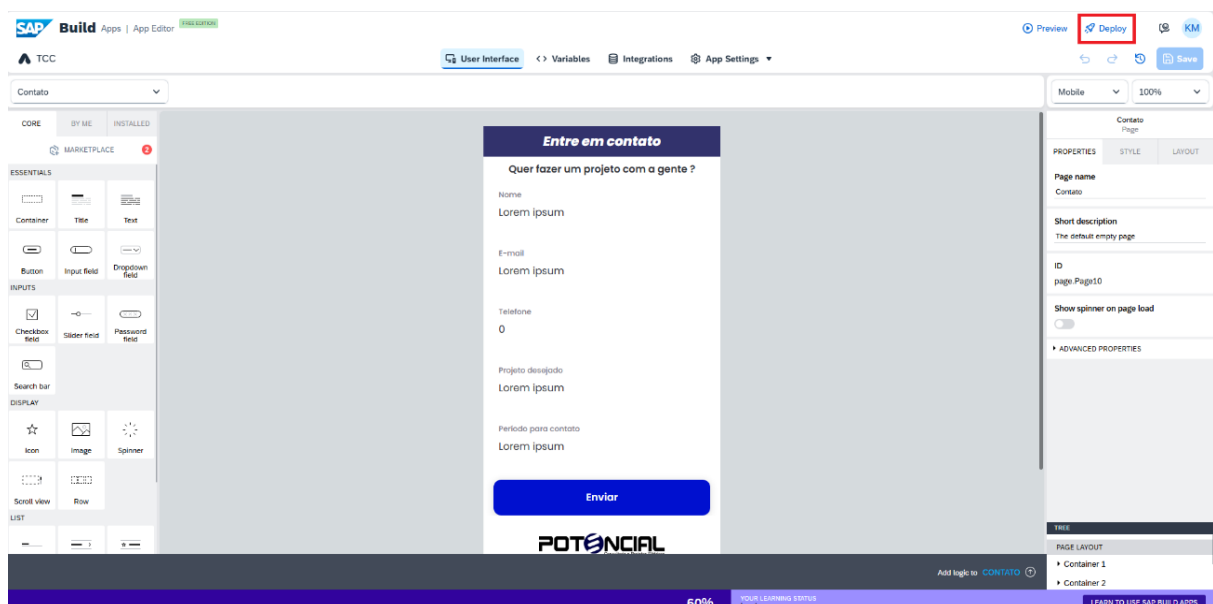 SAP Build Apps | App Editor FREE EDITION
Preview Deploy KM
TCC User Interface <> Variables Integrations App Settings Save
Contato Mobile 100%
CORE BY ME INSTALLED
MARKETPLACE 2
ESSENTIALS
Container Title Text
Button Input field Dropdown field
INPUTS
Checkbox field Slider field Password field
Search bar
DISPLAY
Icon Image Spinner
Scroll view Row
LIST
Entre em contato
Quer fazer um projeto com a gente ?
Nome
Lorem ipsum
E-mail
Lorem ipsum
Telefone
0
Projeto desejado
Lorem ipsum
Período para contato
Lorem ipsum
Enviar
POTENCIAL
Contato
Page
PROPERTIES STYLE LAYOUT
Page name
Contato
Short description
The default empty page
ID
page.Page10
Show spinner on page load
ADVANCED PROPERTIES
TREE
PAGE LAYOUT
Container 1
Container 2
Add logic to CONTATO
60% YOUR LEARNING STATUS LEARN TO USE SAP BUILD APPS